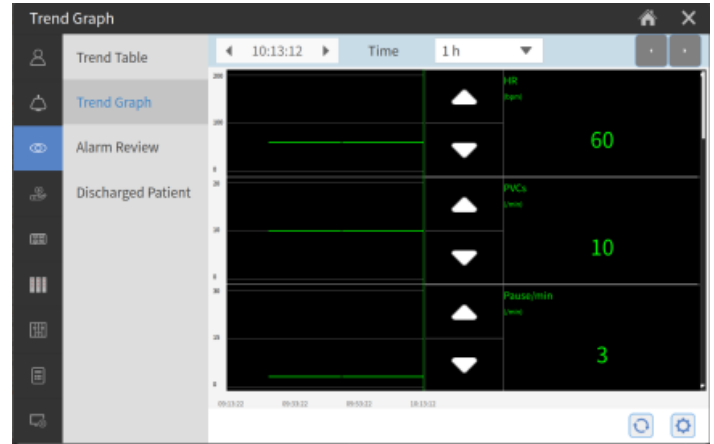 Trend Graph
Trend Table
Trend Graph
Alarm Review
Discharged Patient
10:13:12 Time 1 h
200
100
0
HR
(bpm)
60
20
10
0
PVCs
10
30
15
0
Pause/min
3
09:13:22 09:33:22 09:53:22 10:13:12